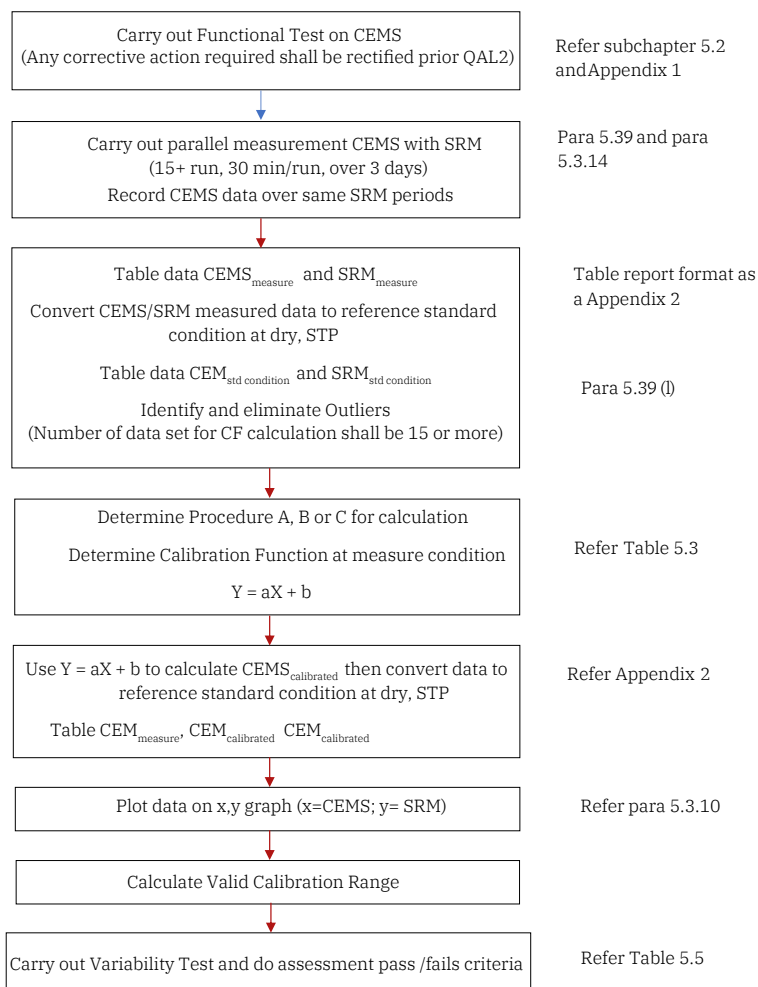 Carry out Functional Test on CEMS
(Any corrective action required shall be rectified prior QAL2)
Refer subchapter 5.2
and Appendix 1
Carry out parallel measurement CEMS with SRM
(15+ run, 30 min/run, over 3 days)
Record CEMS data over same SRM periods
Para 5.39 and para
5.3.14
Table data CEMSmeasure and SRMmeasure
Convert CEMS/SRM measured data to reference standard
condition at dry, STP
Table data CEMstd condition and SRMstd condition
Identify and eliminate Outliers
(Number of data set for CF calculation shall be 15 or more)
Table report format as
a Appendix 2
Para 5.39 (l)
Determine Procedure A, B or C for calculation
Determine Calibration Function at measure condition
Y = aX + b
Refer Table 5.3
Use Y = aX + b to calculate CEMScalibrated then convert data to
reference standard condition at dry, STP
Table CEMmeasure, CEMcalibrated CEMcalibrated
Refer Appendix 2
Plot data on x,y graph (x=CEMS; y= SRM)
Refer para 5.3.10
Calculate Valid Calibration Range
Carry out Variability Test and do assessment pass /fails criteria
Refer Table 5.5